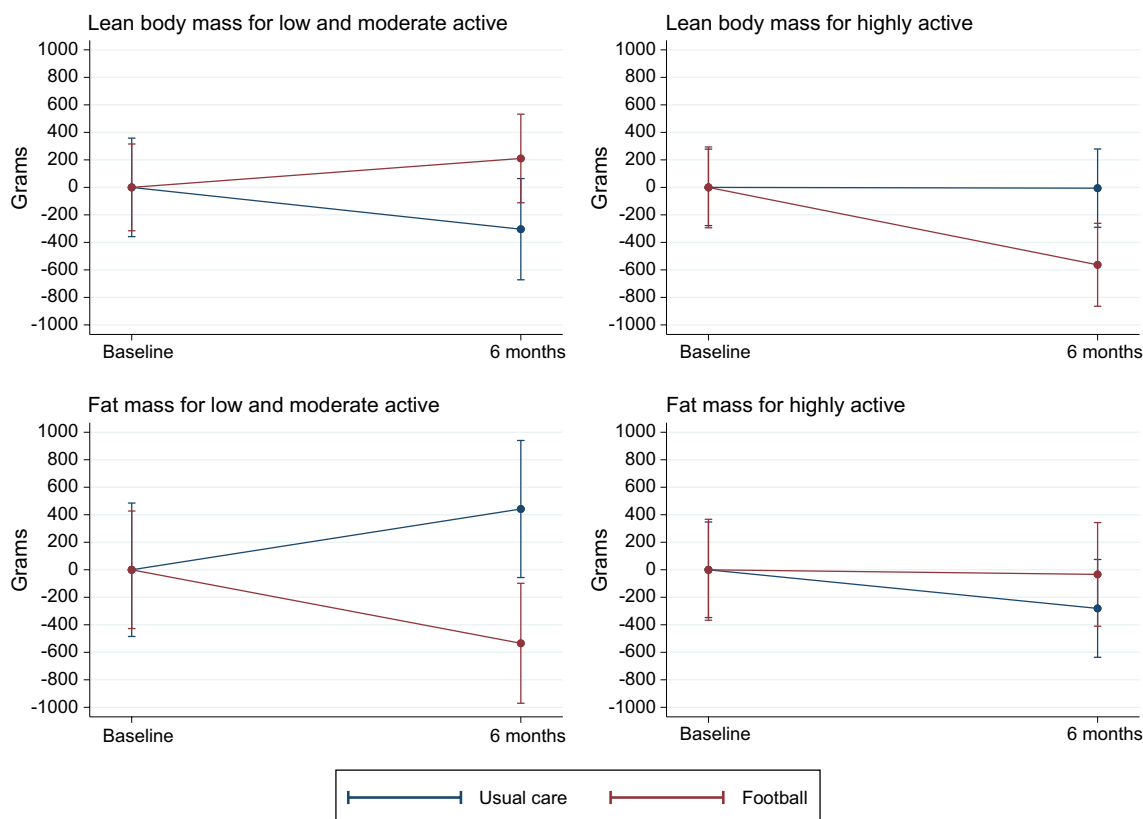 Lean body mass for low and moderate active
1000
800
600
400
200
0
-200
-400
-600
-800
-1000
Grams
Baseline
6 months
Lean body mass for highly active
1000
800
600
400
200
0
-200
-400
-600
-800
-1000
Grams
Baseline
6 months
Fat mass for low and moderate active
1000
800
600
400
200
0
-200
-400
-600
-800
-1000
Grams
Baseline
6 months
Fat mass for highly active
1000
800
600
400
200
0
-200
-400
-600
-800
-1000
Grams
Baseline
6 months
Usual care
Football